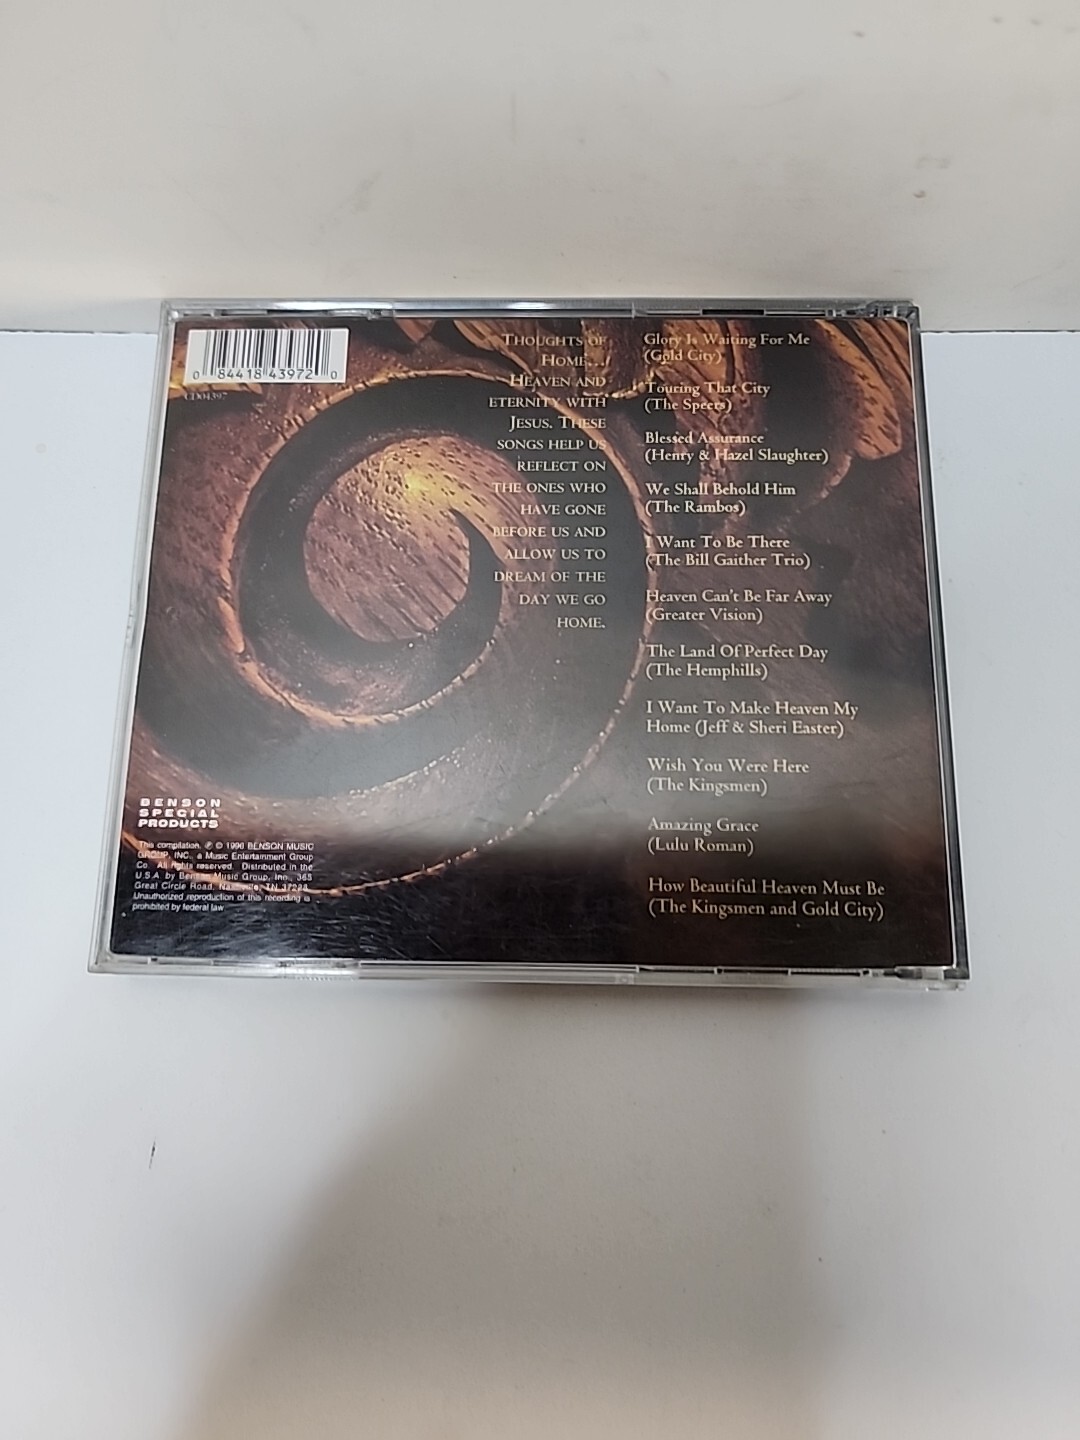 0 84418 43972 0
CD04397
Thoughts of
Home...
Heaven and
eternity with
Jesus. These
songs help us
reflect on
the ones who
have gone
before us and
allow us to
dream of the
day we go
home.
Glory Is Waiting For Me
(Gold City)
Touring That City
(The Speers)
Blessed Assurance
(Henry & Hazel Slaughter)
We Shall Behold Him
(The Rambos)
I Want To Be There
(The Bill Gaither Trio)
Heaven Can't Be Far Away
(Greater Vision)
The Land Of Perfect Day
(The Hemphills)
I Want To Make Heaven My
Home (Jeff & Sheri Easter)
Wish You Were Here
(The Kingsmen)
Amazing Grace
(Lulu Roman)
How Beautiful Heaven Must Be
(The Kingsmen and Gold City)
BENSON
SPECIAL
PRODUCTS
This compilation, ℗ © 1996 BENSON MUSIC
GROUP, INC., a Music Entertainment Group
Co. All rights reserved. Distributed in the
U.S.A. by Benson Music Group, Inc., 365
Great Circle Road, Nashville, TN 37228.
Unauthorized reproduction of this recording is
prohibited by federal law.